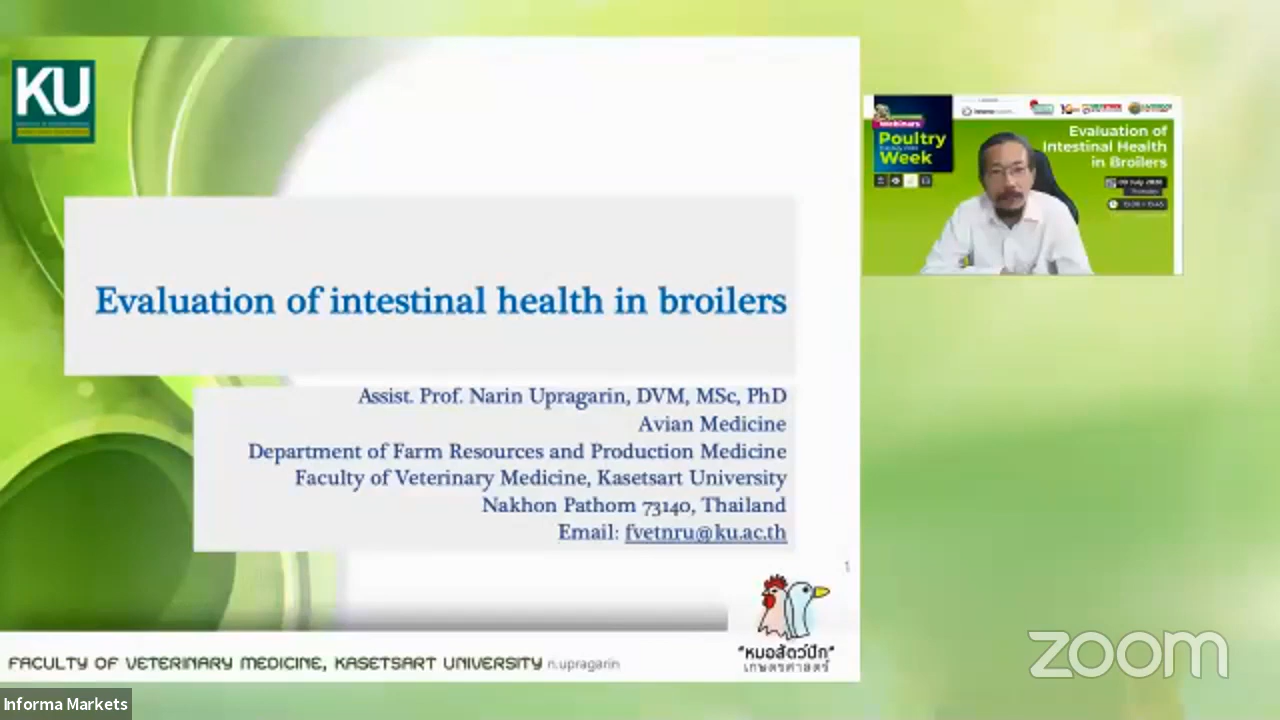 KU
Evaluation of intestinal health in broilers
Assist. Prof. Narin Upragarin, DVM, MSc, PhD
Avian Medicine
Department of Farm Resources and Production Medicine
Faculty of Veterinary Medicine, Kasetsart University
Nakhon Pathom 73140, Thailand
Email: fvetnru@ku.ac.th
1
"หมอสัตว์ปีก"
เกษตรศาสตร์
FACULTY OF VETERINARY MEDICINE, KASETSART UNIVERSITY n.upragarin
Informa Markets
Webinars
Poultry
Week
Evaluation of
Intestinal Health
in Broilers
Thursday
zoom